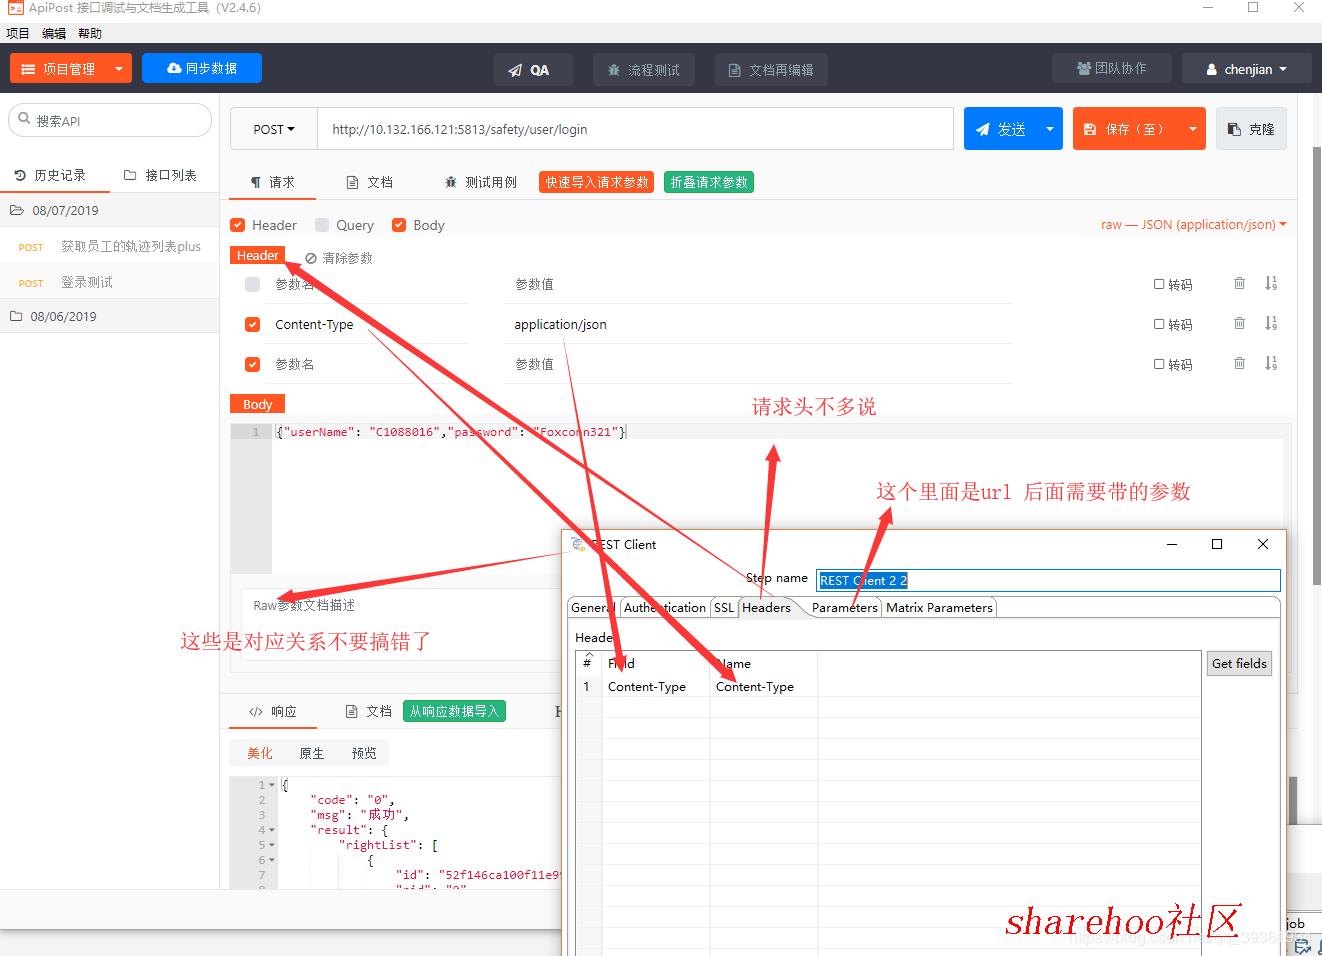 ApiPost 接口调试与文档生成工具（V2.4.6）
项目 编辑 帮助
项目管理 同步数据 QA 流程测试 文档再编辑 团队协作 chenjian
搜索API
历史记录 接口列表
08/07/2019
POST 获取员工的轨迹列表plus
POST 登录测试
08/06/2019
POST http://10.132.166.121:5813/safety/user/login 发送 保存（至） 克隆
请求 文档 测试用例 快速导入请求参数 折叠请求参数
Header Query Body raw — JSON (application/json)
Header 清除参数
参数名 参数值 转码
Content-Type application/json 转码
参数名 参数值 转码
Body
1 {"userName": "C1088016","password": "Foxconn321"}
请求头不多说
这个里面是url 后面需要带的参数
Raw参数文档描述
这些是对应关系不要搞错了
REST Client
Step name REST Client 2 2
General Authentication SSL Headers Parameters Matrix Parameters
# Field Name Get fields
1 Content-Type Content-Type
响应 文档 从响应数据导入
美化 原生 预览
1 {
2 "code": "0",
3 "msg": "成功",
4 "result": {
5 "rightList": [
6 {
7 "id": "52f146ca100f11e9
sharehoo社区
job